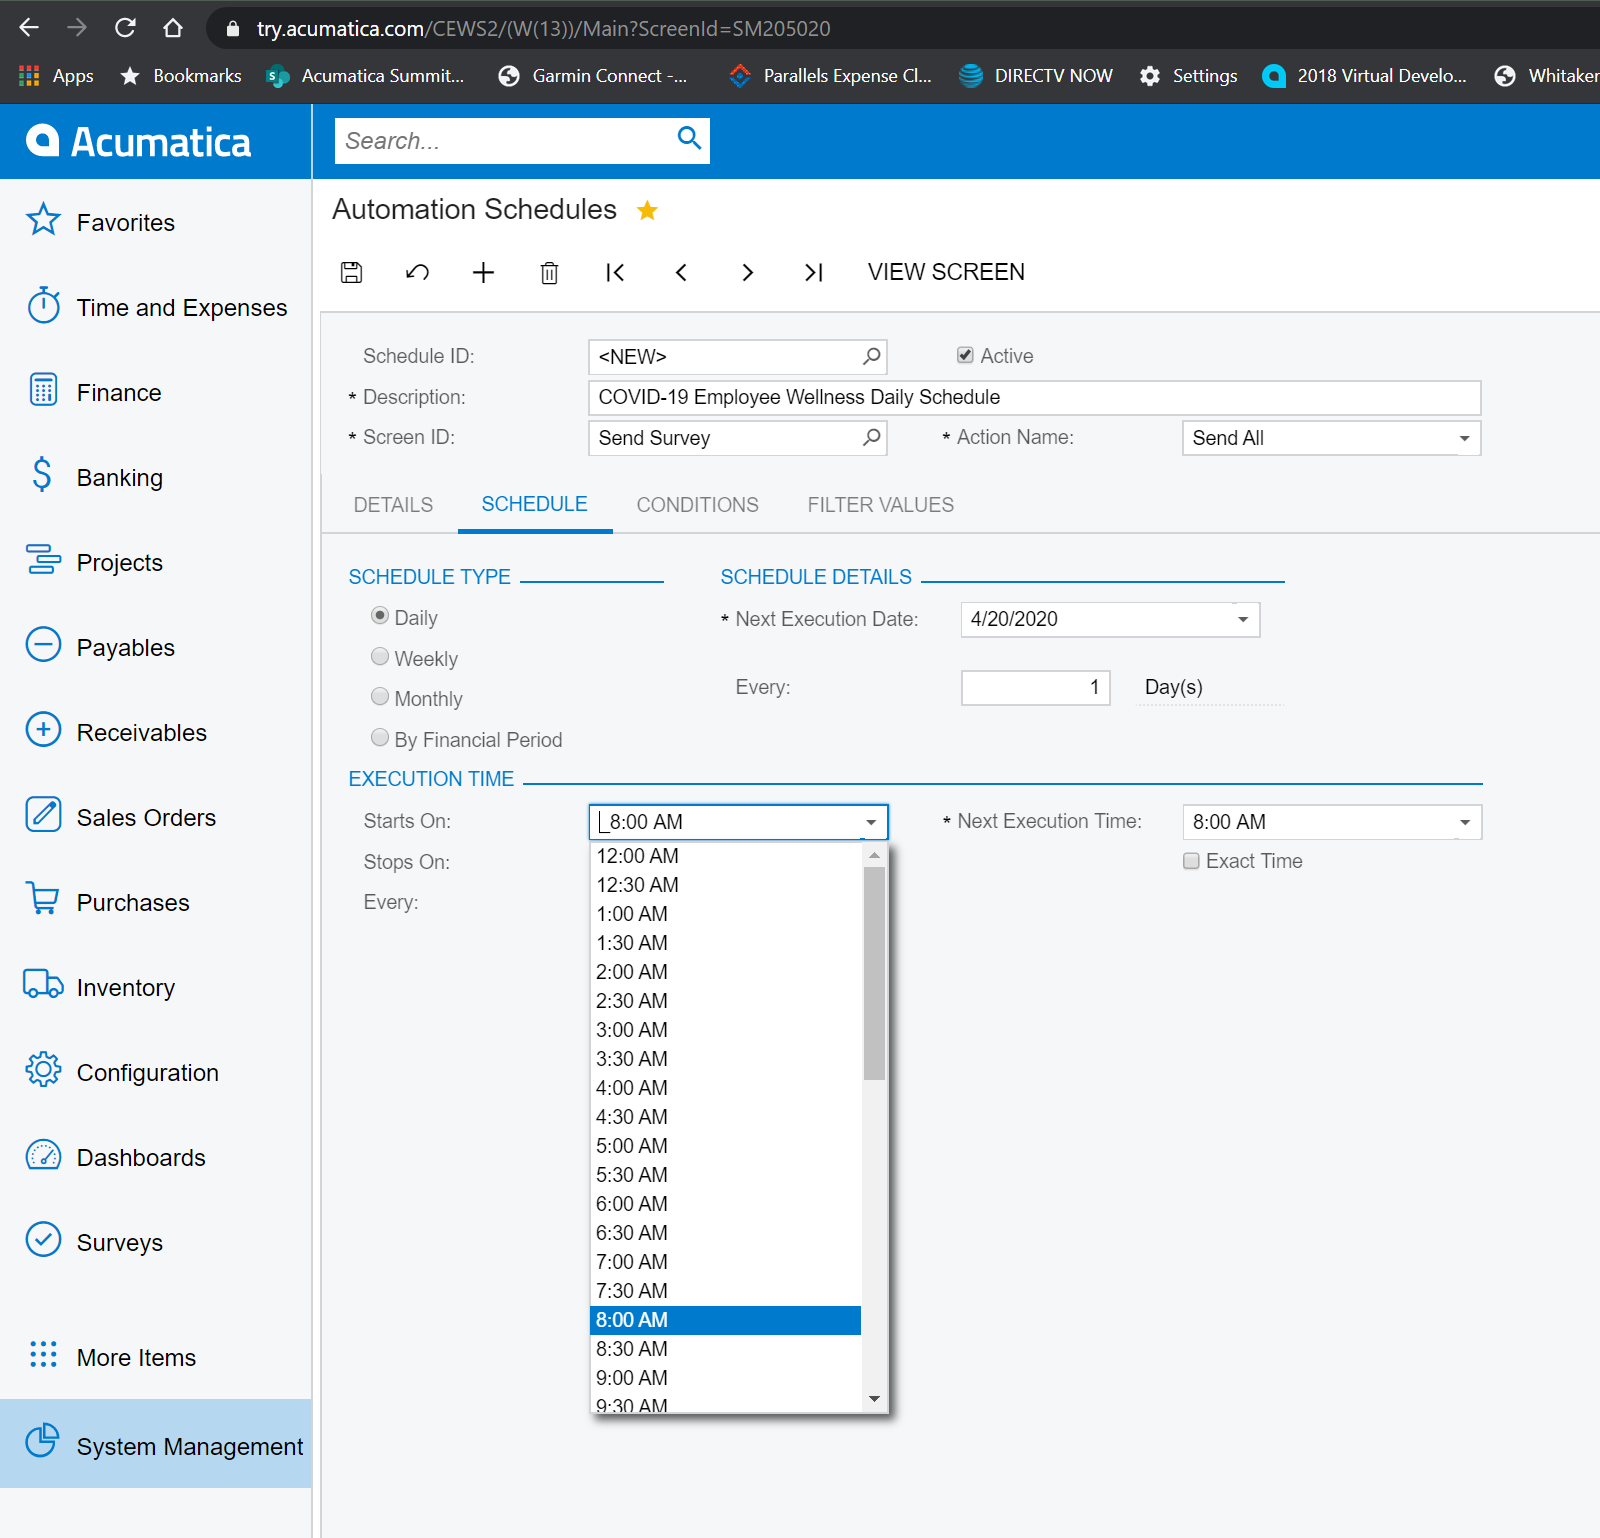 try.acumatica.com/CEWS2/(W(13))/Main?ScreenId=SM205020
Apps Bookmarks Acumatica Summit... Garmin Connect -... Parallels Expense Cl... DIRECTV NOW Settings 2018 Virtual Develo... Whitaker
Acumatica
Search...
Favorites
Time and Expenses
Finance
Banking
Projects
Payables
Receivables
Sales Orders
Purchases
Inventory
Configuration
Dashboards
Surveys
More Items
System Management
Automation Schedules
VIEW SCREEN
Schedule ID: <NEW> Active
* Description: COVID-19 Employee Wellness Daily Schedule
* Screen ID: Send Survey * Action Name: Send All
DETAILS SCHEDULE CONDITIONS FILTER VALUES
SCHEDULE TYPE
Daily
Weekly
Monthly
By Financial Period
SCHEDULE DETAILS
* Next Execution Date: 4/20/2020
Every: 1 Day(s)
EXECUTION TIME
Starts On: _8:00 AM * Next Execution Time: 8:00 AM
Stops On: Exact Time
Every:
12:00 AM
12:30 AM
1:00 AM
1:30 AM
2:00 AM
2:30 AM
3:00 AM
3:30 AM
4:00 AM
4:30 AM
5:00 AM
5:30 AM
6:00 AM
6:30 AM
7:00 AM
7:30 AM
8:00 AM
8:30 AM
9:00 AM
9:30 AM